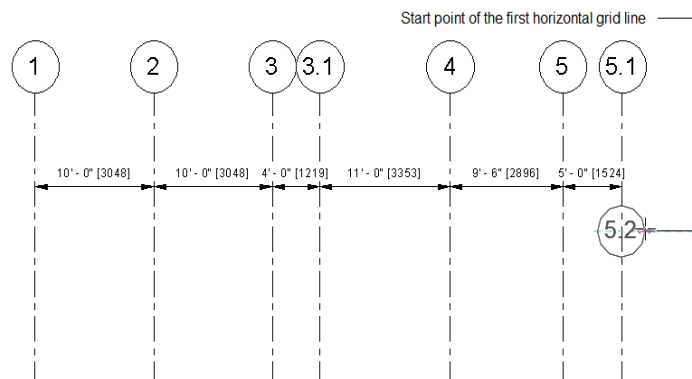 Start point of the first horizontal grid line
1 2 3 3.1 4 5 5.1
10' - 0" [3048] 10' - 0" [3048] 4' - 0" [1219] 11' - 0" [3353] 9' - 6" [2896] 5' - 0" [1524]
5.2